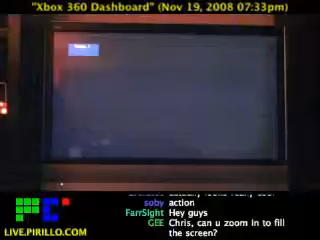 "Xbox 360 Dashboard" (Nov 19, 2008 07:33pm)
soby action
FarrSight Hey guys
GEE Chris, can u zoom in to fill
the screen?
LIVE.PIRILLO.COM